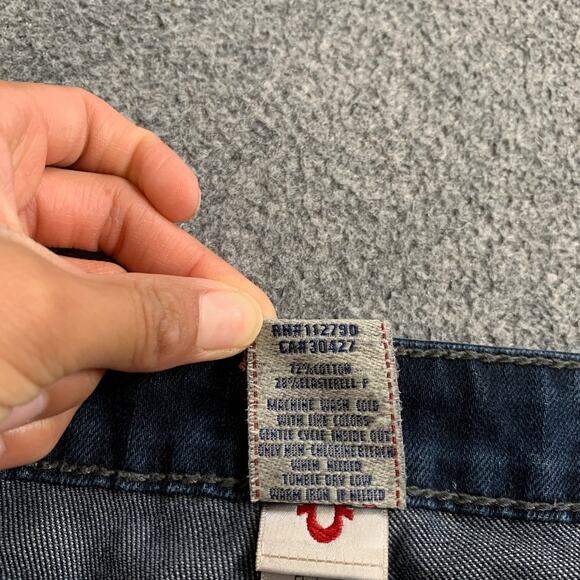 RN#112790
CA#30427
72%COTTON
28%ELASTERELL-P
MACHINE WASH COLD
WITH LIKE COLORS
GENTLE CYCLE INSIDE OUT
ONLY NON-CHLORINE BLEACH
WHEN NEEDED
TUMBLE DRY LOW
WARM IRON IF NEEDED